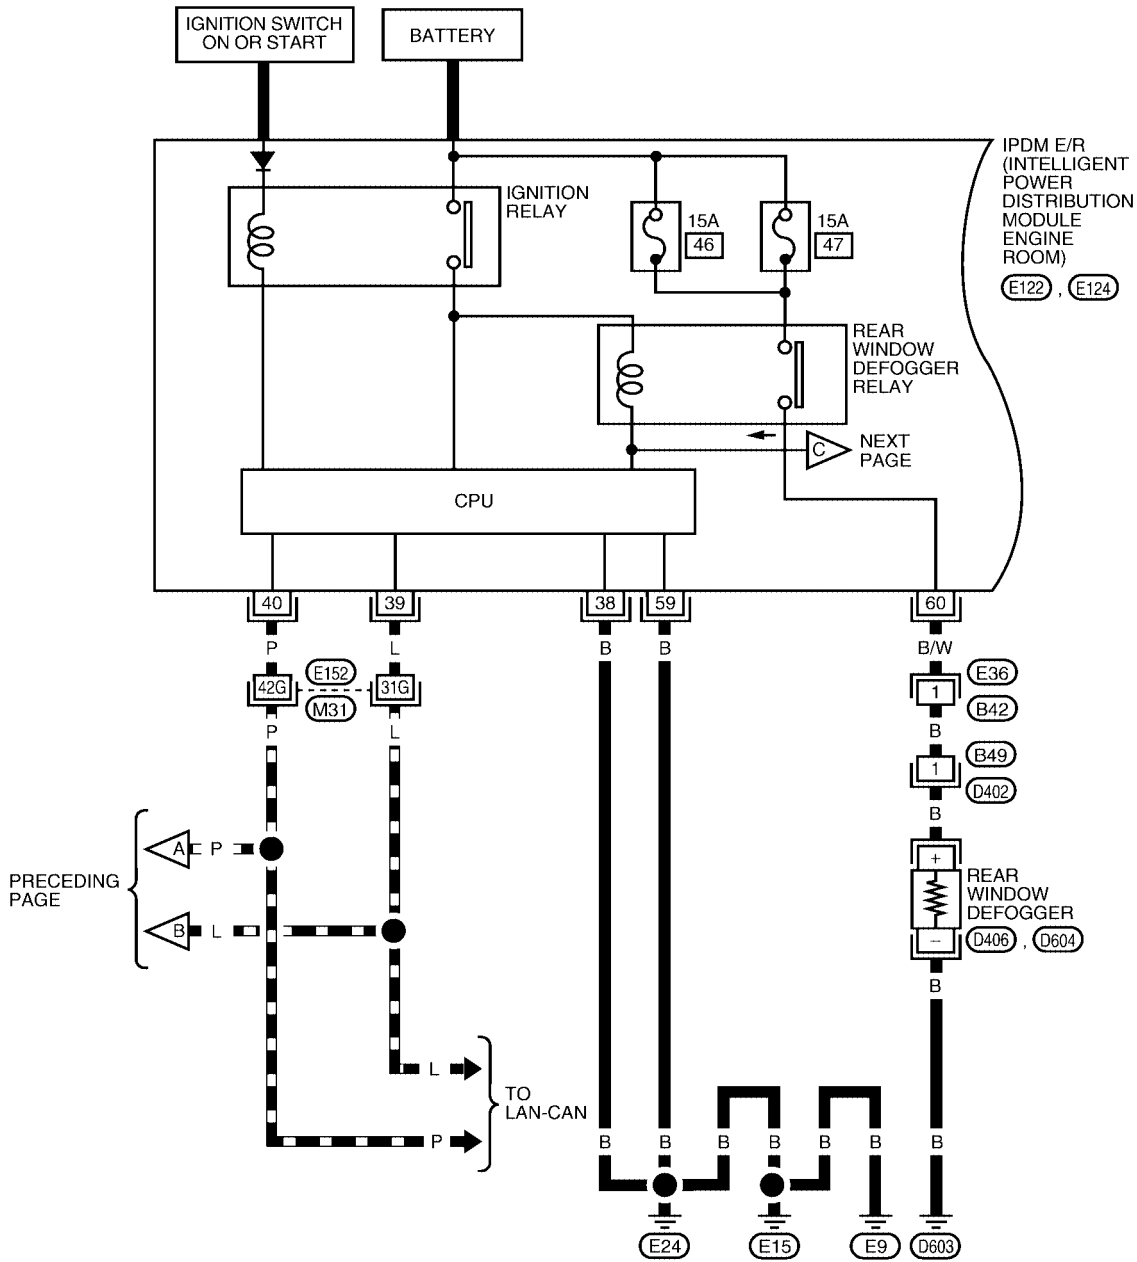 IGNITION SWITCH
ON OR START
BATTERY
IPDM E/R
(INTELLIGENT
POWER
DISTRIBUTION
MODULE
ENGINE
ROOM)
E122 , E124
IGNITION
RELAY
15A
46
15A
47
REAR
WINDOW
DEFOGGER
RELAY
C
NEXT
PAGE
CPU
40
39
38
59
60
P
L
B
B
B/W
42G
E152
M31
31G
1
E36
B42
P
L
B
1
B49
D402
B
PRECEDING
PAGE
A
P
B
L
+
REAR
WINDOW
DEFOGGER
−
D406 , D604
B
L
TO
LAN-CAN
P
B
B
B
B
B
B
B
E24
E15
E9
D603